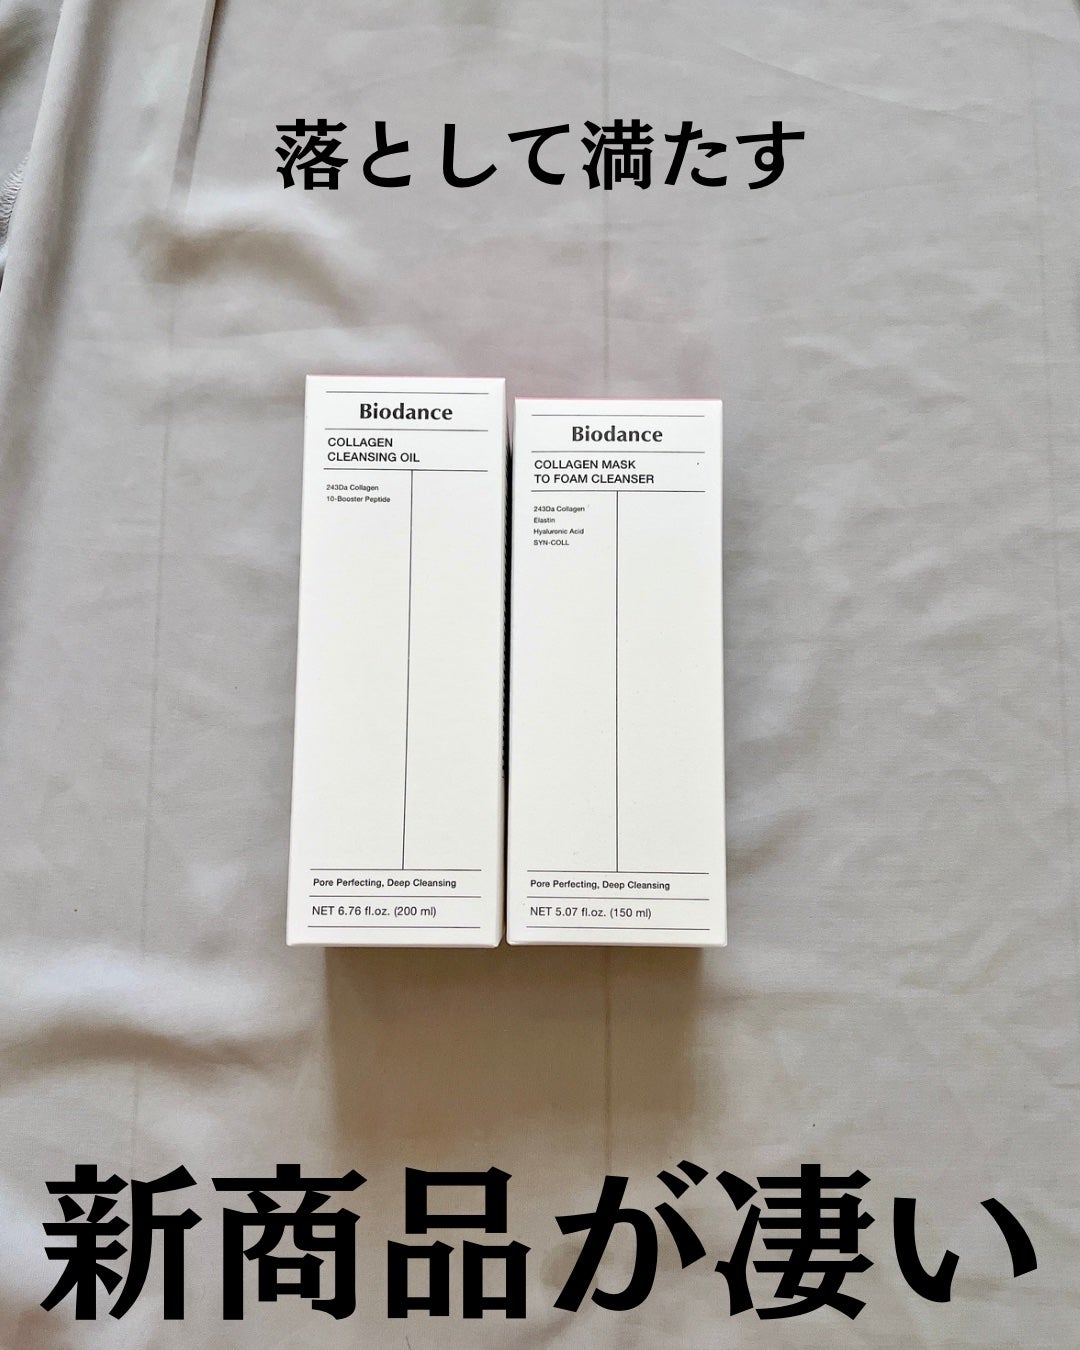 落として満たす
Biodance
COLLAGEN
CLEANSING OIL
243Da Collagen
10-Booster Peptide
Pore Perfecting, Deep Cleansing
NET 6.76 fl.oz. (200 ml)
Biodance
COLLAGEN MASK
TO FOAM CLEANSER
243Da Collagen
Elastin
Hyaluronic Acid
SYN-COLL
Pore Perfecting, Deep Cleansing
NET 5.07 fl.oz. (150 ml)
新商品が凄い